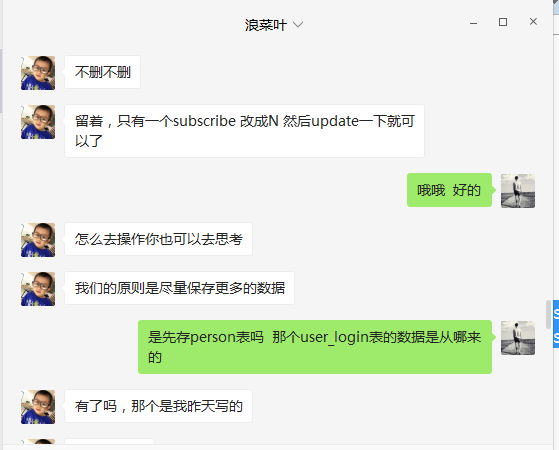 浪菜叶
不删不删
留着，只有一个subscribe 改成N 然后update一下就可
以了
哦哦 好的
怎么去操作你也可以去思考
我们的原则是尽量保存更多的数据
是先存person表吗 那个user_login表的数据是从哪来
的
有了吗，那个是我昨天写的